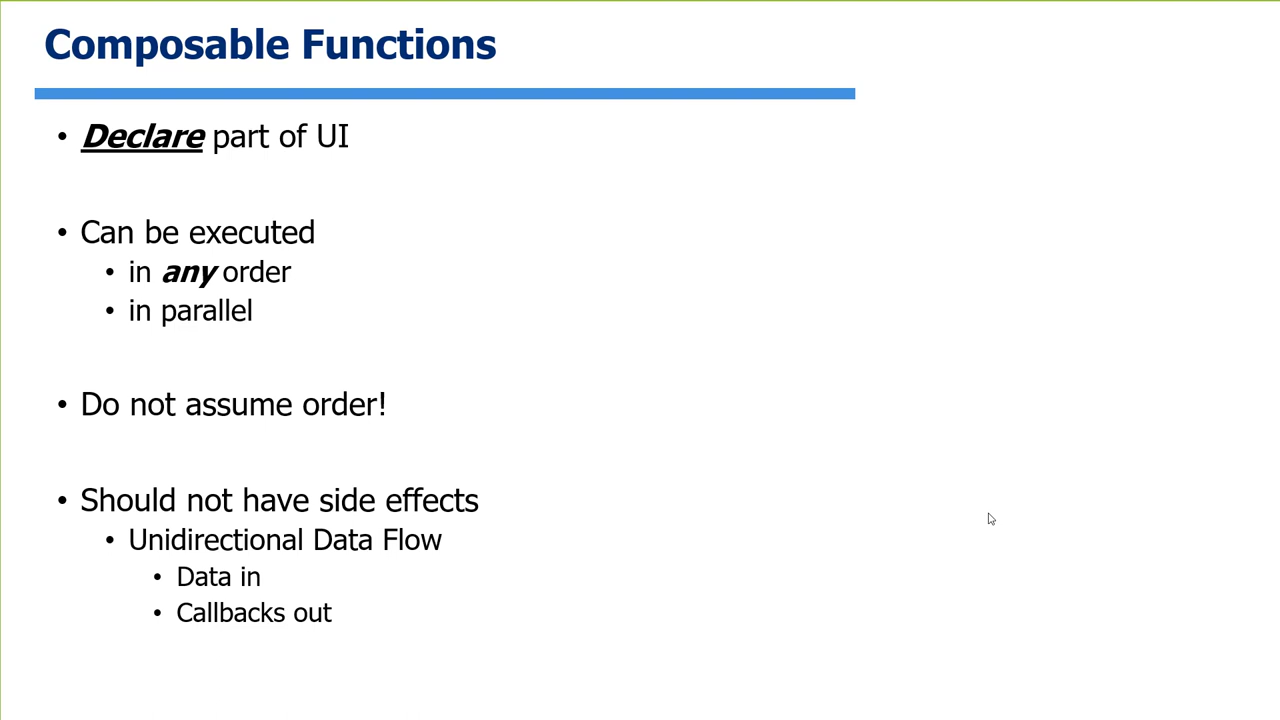 Composable Functions
• Declare part of UI
• Can be executed
• in any order
• in parallel
• Do not assume order!
• Should not have side effects
• Unidirectional Data Flow
• Data in
• Callbacks out